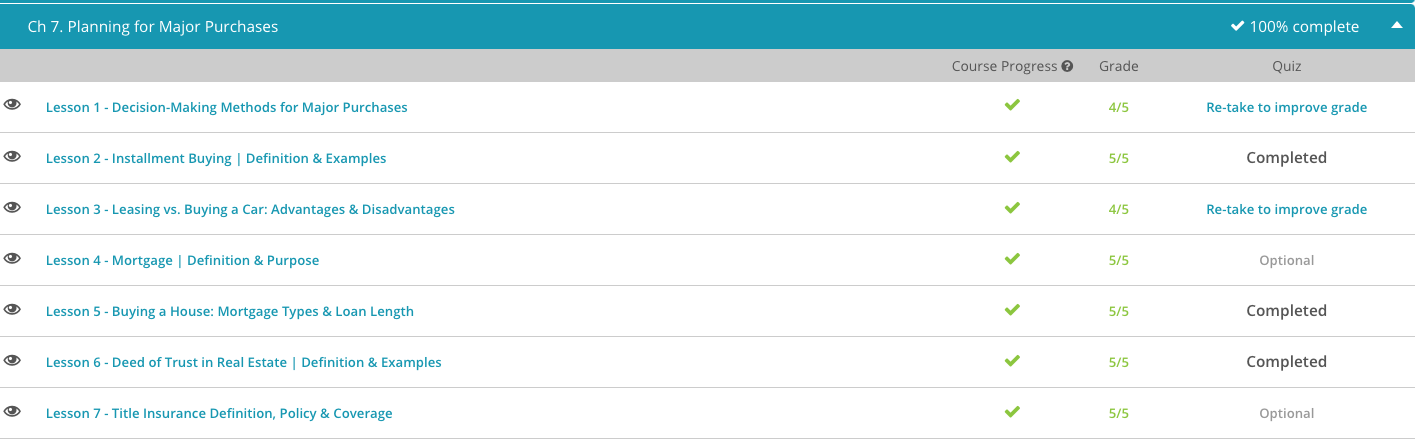 Ch 7. Planning for Major Purchases 100% complete
Course Progress Grade Quiz
Lesson 1 - Decision-Making Methods for Major Purchases 4/5 Re-take to improve grade
Lesson 2 - Installment Buying | Definition & Examples 5/5 Completed
Lesson 3 - Leasing vs. Buying a Car: Advantages & Disadvantages 4/5 Re-take to improve grade
Lesson 4 - Mortgage | Definition & Purpose 5/5 Optional
Lesson 5 - Buying a House: Mortgage Types & Loan Length 5/5 Completed
Lesson 6 - Deed of Trust in Real Estate | Definition & Examples 5/5 Completed
Lesson 7 - Title Insurance Definition, Policy & Coverage 5/5 Optional